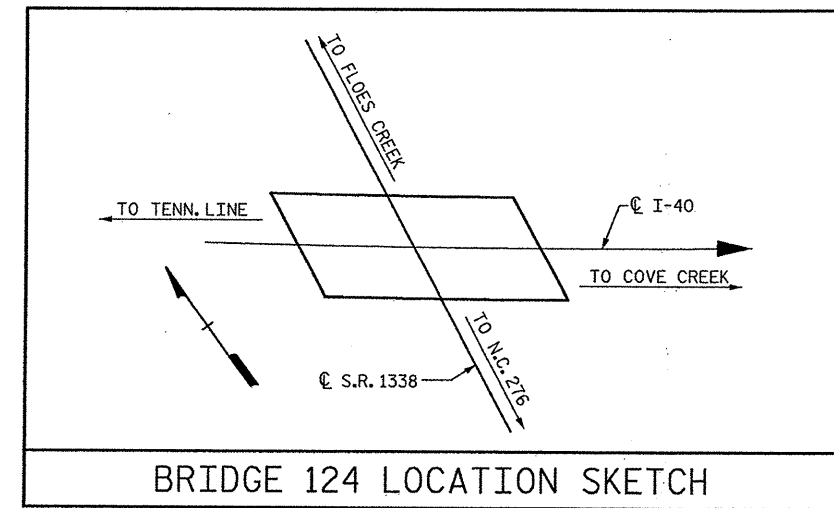 TO FLOES CREEK
TO TENN. LINE
℄ I-40
TO COVE CREEK
TO N.C. 276
℄ S.R. 1338
BRIDGE 124 LOCATION SKETCH